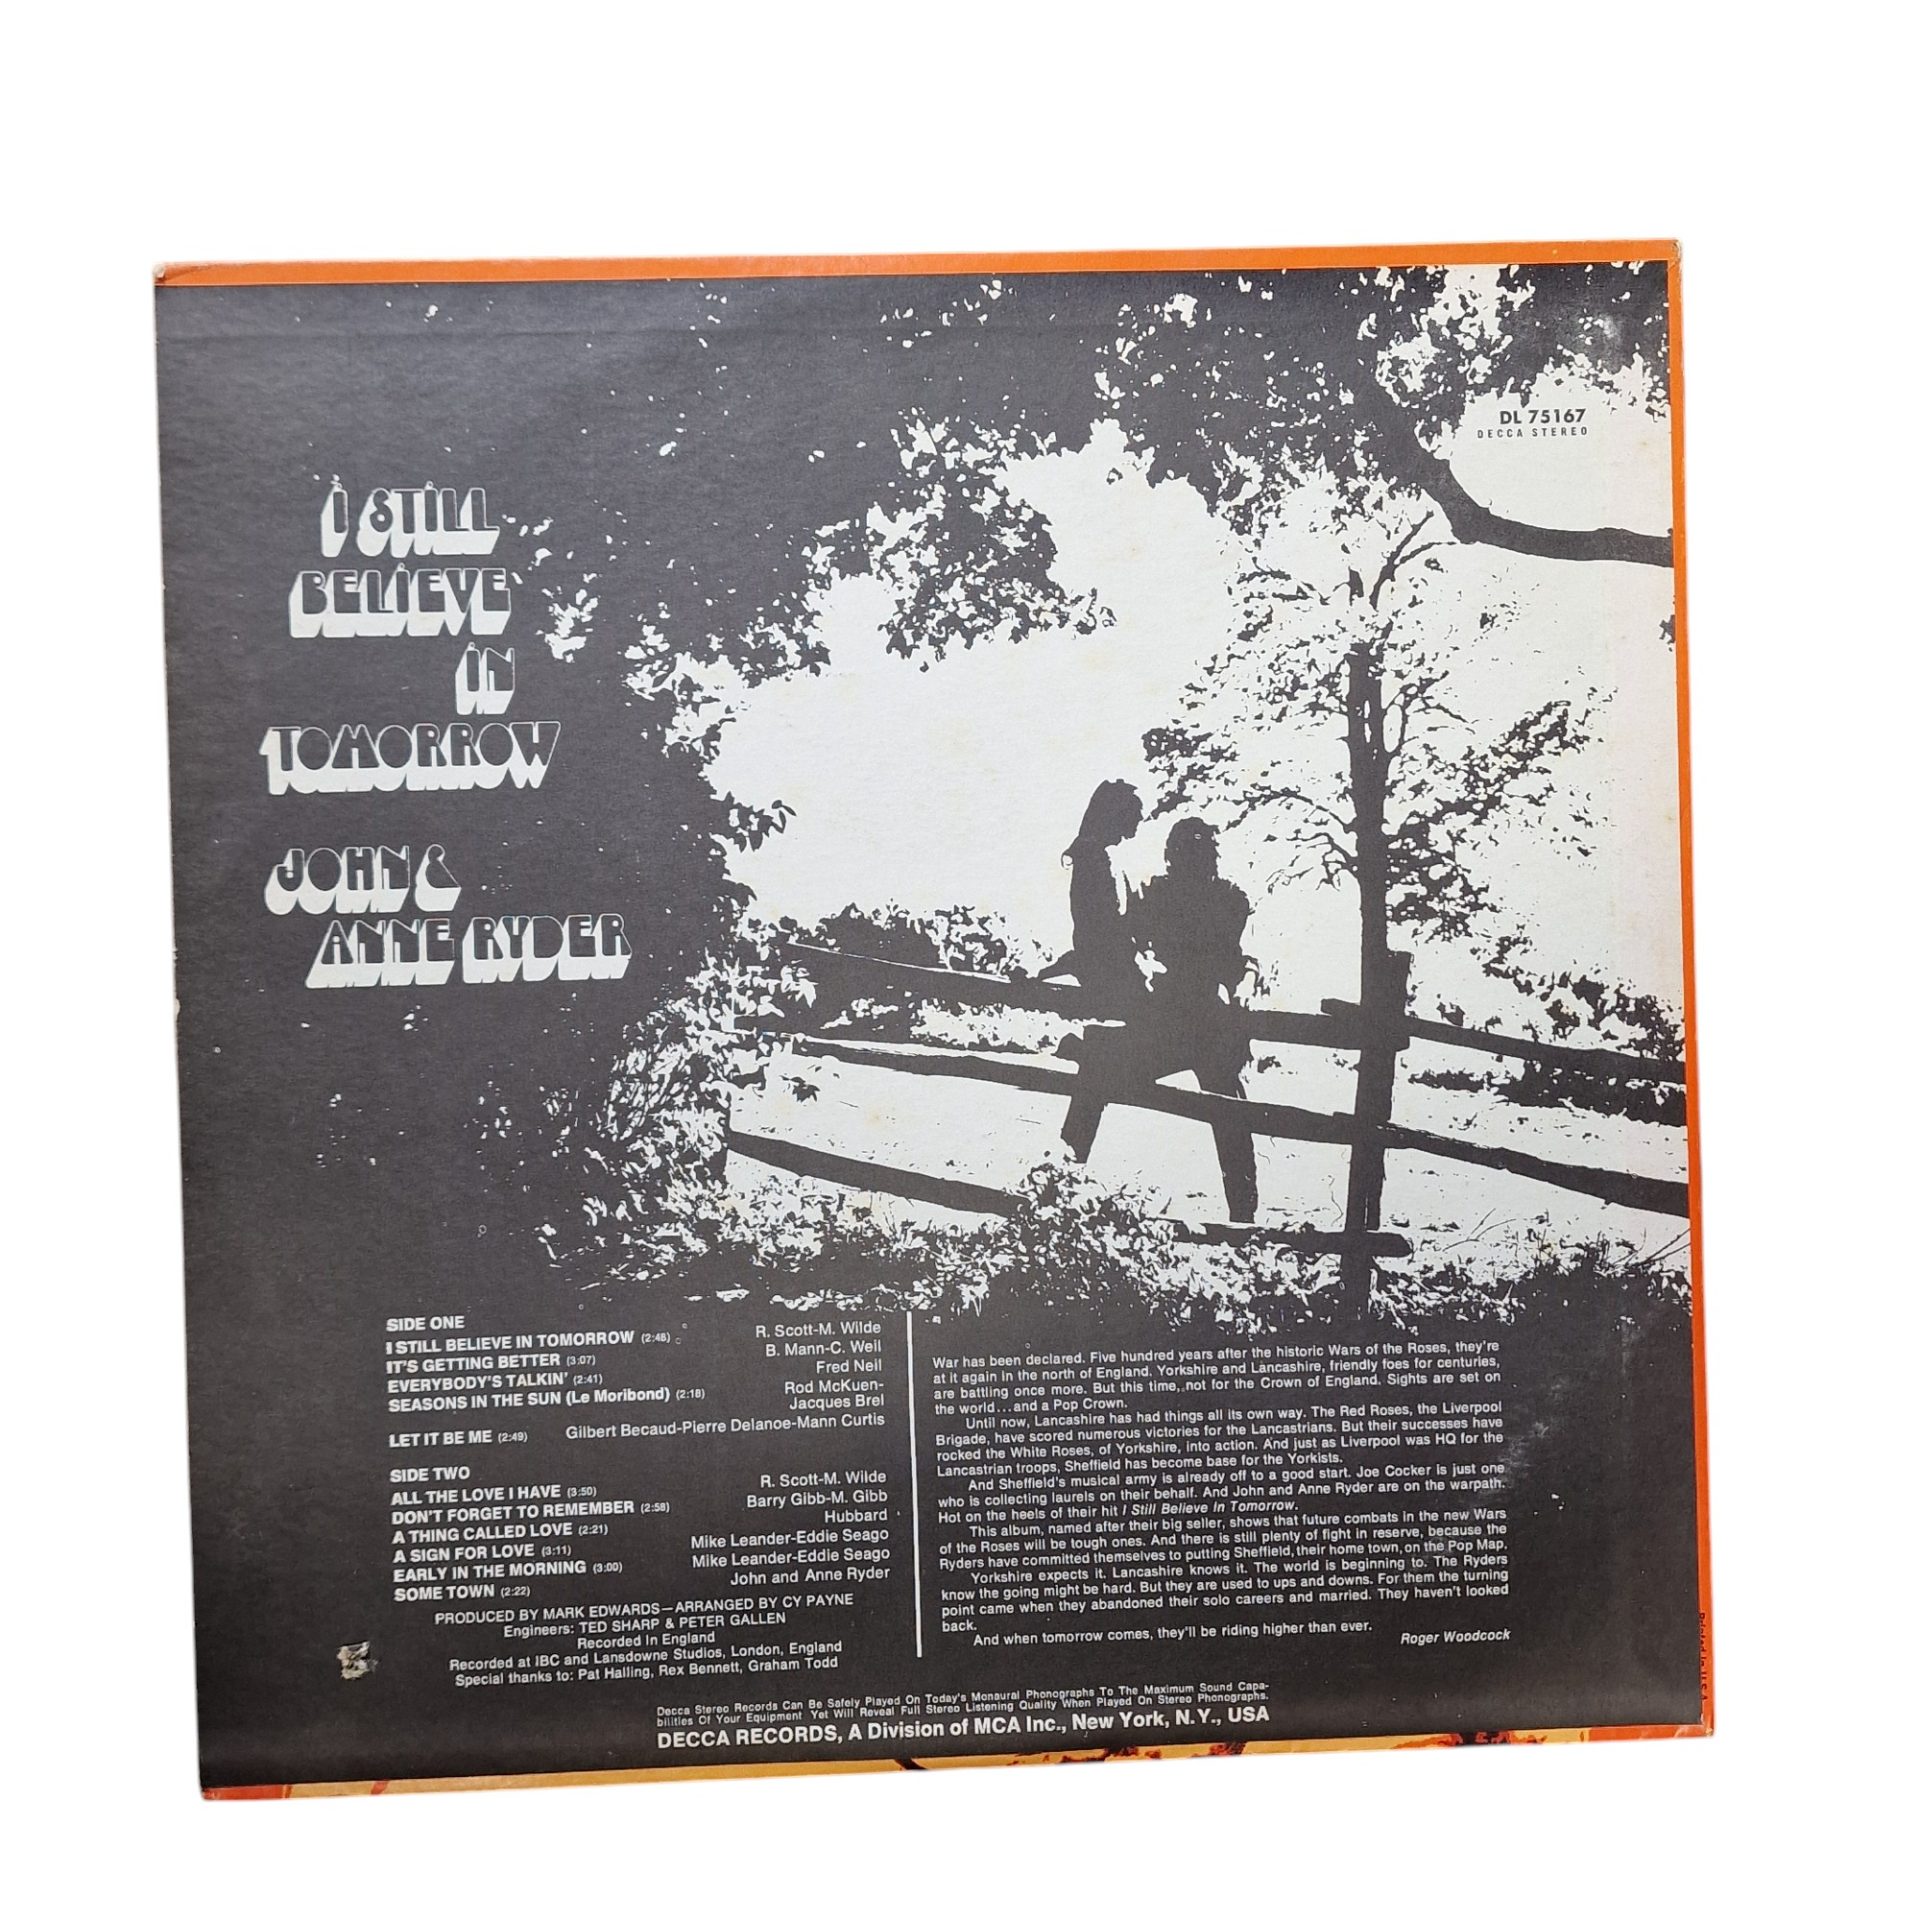 DL 75167
DECCA STEREO
I STILL
BELIEVE
IN
TOMORROW
JOHN &
ANNE RYDER
SIDE ONE
I STILL BELIEVE IN TOMORROW (2:48) R. Scott-M. Wilde
IT'S GETTING BETTER (3:07) B. Mann-C. Weil
EVERYBODY'S TALKIN' (2:41) Fred Neil
SEASONS IN THE SUN (Le Moribond) (2:18) Rod McKuen-
Jacques Brel
LET IT BE ME (2:49) Gilbert Becaud-Pierre Delanoe-Mann Curtis
SIDE TWO
ALL THE LOVE I HAVE (3:50) R. Scott-M. Wilde
DON'T FORGET TO REMEMBER (2:58) Barry Gibb-M. Gibb
A THING CALLED LOVE (2:21) Hubbard
A SIGN FOR LOVE (3:11) Mike Leander-Eddie Seago
EARLY IN THE MORNING (3:00) Mike Leander-Eddie Seago
SOME TOWN (2:22) John and Anne Ryder
PRODUCED BY MARK EDWARDS—ARRANGED BY CY PAYNE
Engineers: TED SHARP & PETER GALLEN
Recorded In England
Recorded at IBC and Lansdowne Studios, London, England
Special thanks to: Pat Halling, Rex Bennett, Graham Todd
War has been declared. Five hundred years after the historic Wars of the Roses, they're
at it again in the north of England. Yorkshire and Lancashire, friendly foes for centuries,
are battling once more. But this time, not for the Crown of England. Sights are set on
the world...and a Pop Crown.
Until now, Lancashire has had things all its own way. The Red Roses, the Liverpool
Brigade, have scored numerous victories for the Lancastrians. But their successes have
rocked the White Roses, of Yorkshire, into action. And just as Liverpool was HQ for the
Lancastrian troops, Sheffield has become base for the Yorkists.
And Sheffield's musical army is already off to a good start. Joe Cocker is just one
who is collecting laurels on their behalf. And John and Anne Ryder are on the warpath.
Hot on the heels of their hit I Still Believe In Tomorrow.
This album, named after their big seller, shows that future combats in the new Wars
of the Roses will be tough ones. And there is still plenty of fight in reserve, because the
Ryders have committed themselves to putting Sheffield, their home town, on the Pop Map.
Yorkshire expects it. Lancashire knows it. The world is beginning to. The Ryders
know the going might be hard. But they are used to ups and downs. For them the turning
point came when they abandoned their solo careers and married. They haven't looked
back.
And when tomorrow comes, they'll be riding higher than ever.
Roger Woodcock
Decca Stereo Records Can Be Safely Played On Today's Monaural Phonographs To The Maximum Sound Capa-
bilities Of Your Equipment Yet Will Reveal Full Stereo Listening Quality When Played On Stereo Phonographs.
DECCA RECORDS, A Division of MCA Inc., New York, N.Y., USA
Printed in U.S.A.